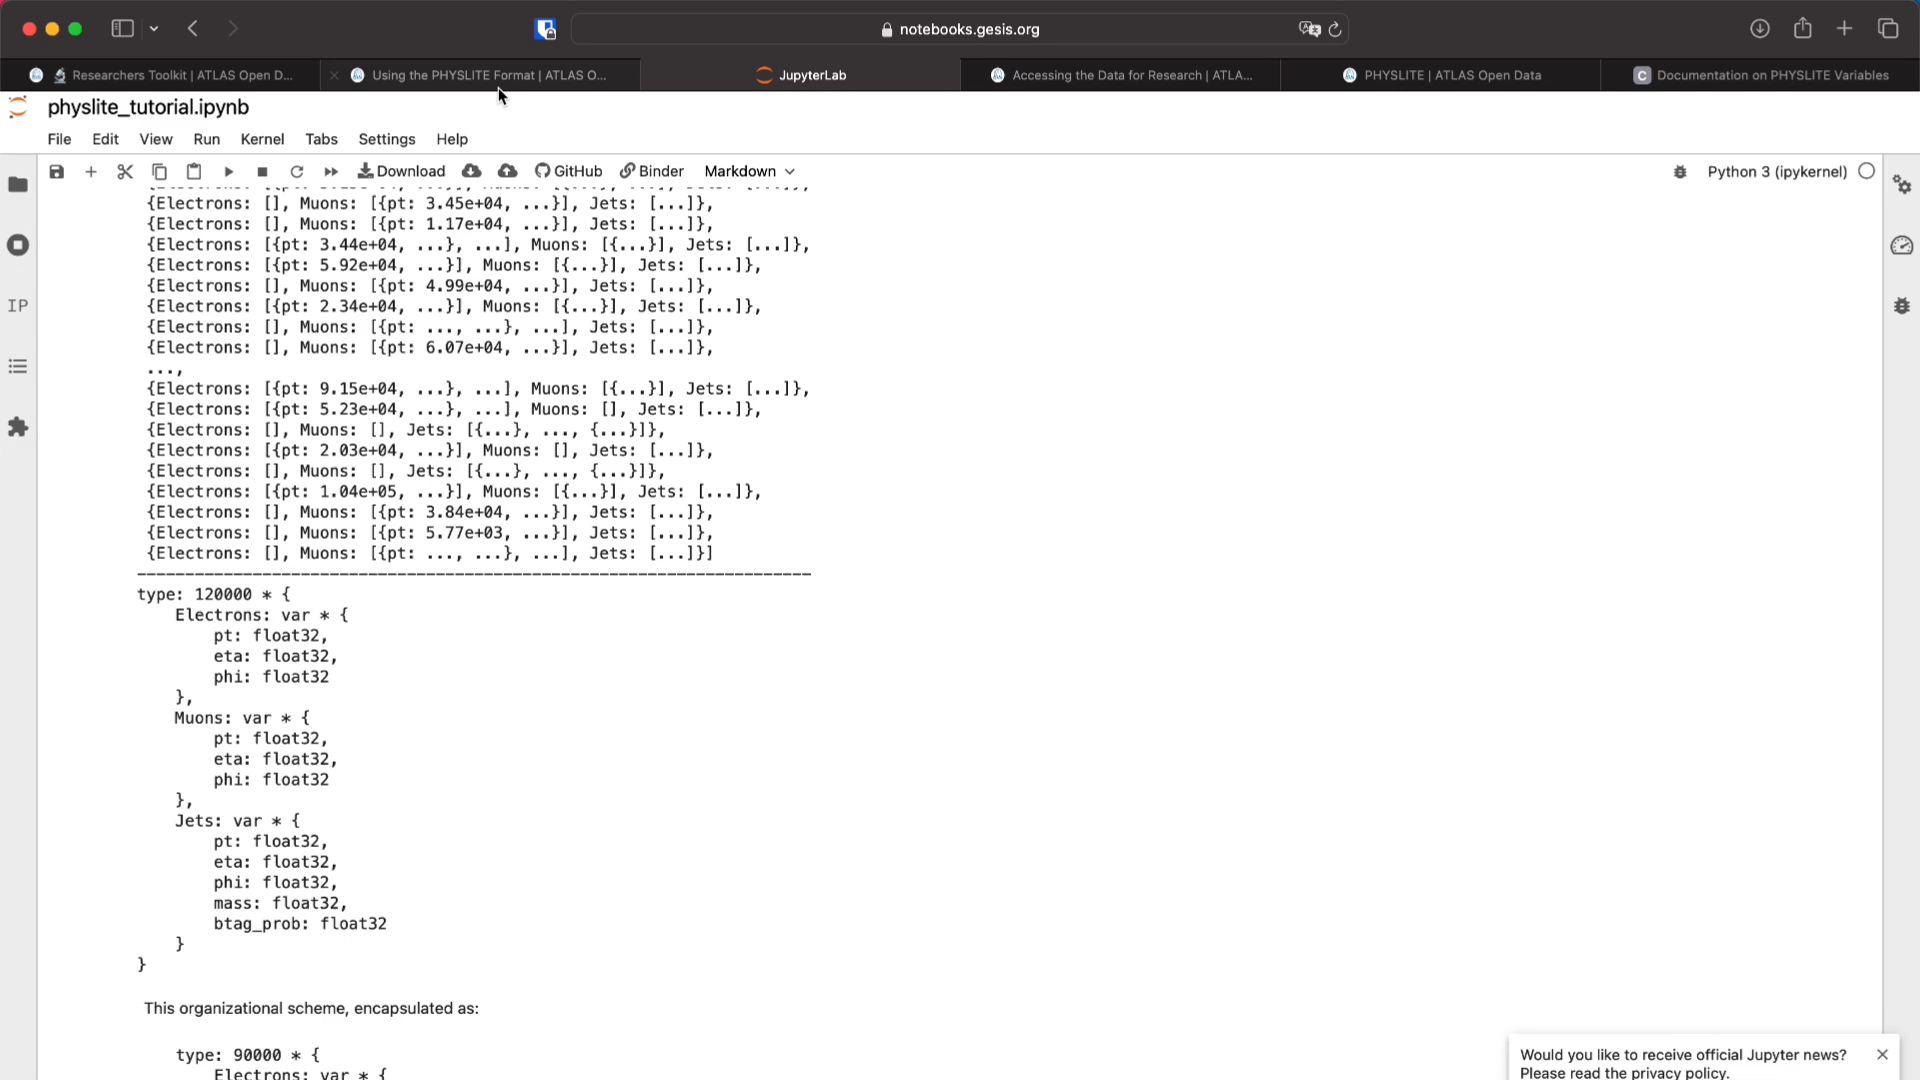 notebooks.gesis.org
Researchers Toolkit | ATLAS Open D...
Using the PHYSLITE Format | ATLAS O...
JupyterLab
Accessing the Data for Research | ATLA...
PHYSLITE | ATLAS Open Data
C Documentation on PHYSLITE Variables
physlite_tutorial.ipynb
File Edit View Run Kernel Tabs Settings Help
Download GitHub Binder Markdown Python 3 (ipykernel)
IP
{Electrons: [], Muons: [{pt: 3.45e+04, ...}], Jets: [...]},
{Electrons: [], Muons: [{pt: 1.17e+04, ...}], Jets: [...]},
{Electrons: [{pt: 3.44e+04, ...}, ...], Muons: [{...}], Jets: [...]},
{Electrons: [{pt: 5.92e+04, ...}], Muons: [{...}], Jets: [...]},
{Electrons: [], Muons: [{pt: 4.99e+04, ...}], Jets: [...]},
{Electrons: [{pt: 2.34e+04, ...}], Muons: [{...}], Jets: [...]},
{Electrons: [], Muons: [{pt: ..., ...}, ...], Jets: [...]},
{Electrons: [], Muons: [{pt: 6.07e+04, ...}], Jets: [...]},
...,
{Electrons: [{pt: 9.15e+04, ...}, ...], Muons: [{...}], Jets: [...]},
{Electrons: [{pt: 5.23e+04, ...}, ...], Muons: [], Jets: [...]},
{Electrons: [], Muons: [], Jets: [{...}, ..., {...}]},
{Electrons: [{pt: 2.03e+04, ...}], Muons: [], Jets: [...]},
{Electrons: [], Muons: [], Jets: [{...}, ..., {...}]},
{Electrons: [{pt: 1.04e+05, ...}], Muons: [{...}], Jets: [...]},
{Electrons: [], Muons: [{pt: 3.84e+04, ...}], Jets: [...]},
{Electrons: [], Muons: [{pt: 5.77e+03, ...}], Jets: [...]},
{Electrons: [], Muons: [{pt: ..., ...}, ...], Jets: [...]}]
----------------------------------------------------------------------
type: 120000 * {
Electrons: var * {
pt: float32,
eta: float32,
phi: float32
},
Muons: var * {
pt: float32,
eta: float32,
phi: float32
},
Jets: var * {
pt: float32,
eta: float32,
phi: float32,
mass: float32,
btag_prob: float32
}
}
This organizational scheme, encapsulated as:
type: 90000 * {
Electrons: var * {
Would you like to receive official Jupyter news?
Please read the privacy policy.